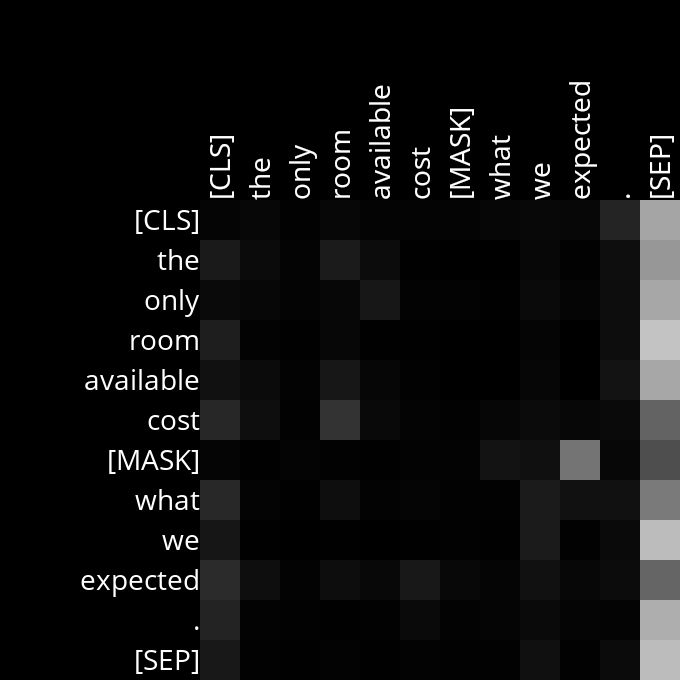 [CLS] the only room available cost [MASK] what we expected . [SEP]
[CLS]
the
only
room
available
cost
[MASK]
what
we
expected
.
[SEP]